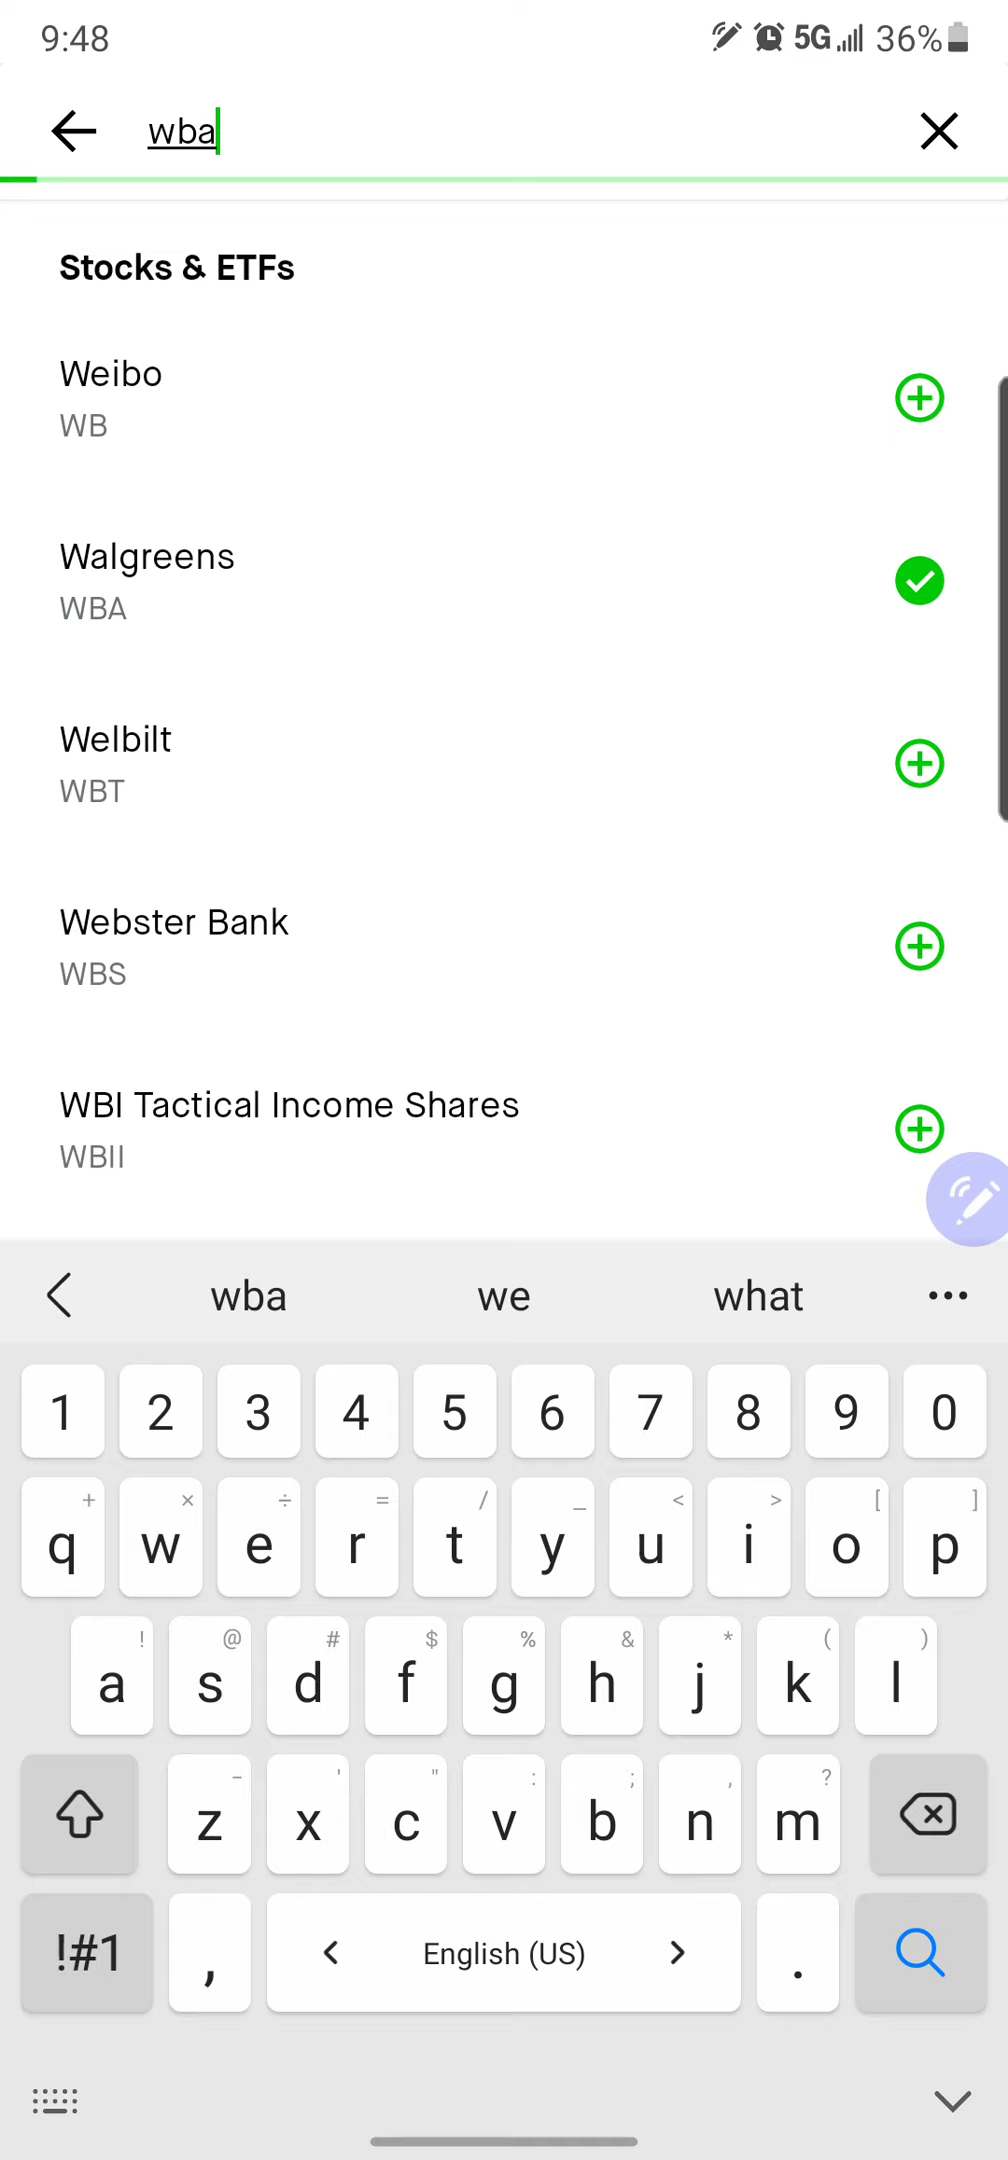 9:48
5G 36%
wba
Stocks & ETFs
Weibo
WB
Walgreens
WBA
Welbilt
WBT
Webster Bank
WBS
WBI Tactical Income Shares
WBII
wba we what ...
1 2 3 4 5 6 7 8 9 0
+ × ÷ = / _ < > [ ]
q w e r t y u i o p
! @ # $ % & * ( )
a s d f g h j k l
- ' " : ; , ?
z x c v b n m
!#1 , < English (US) > .